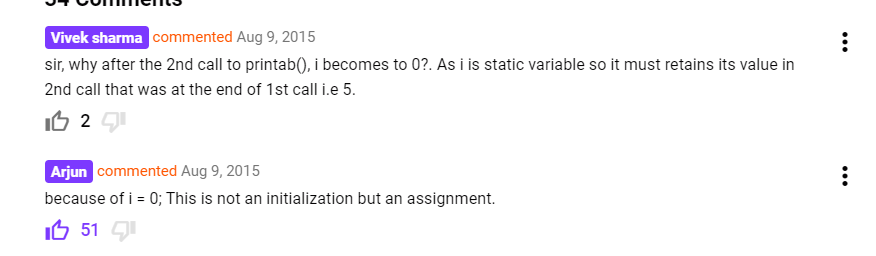 54 Comments
Vivek sharma commented Aug 9, 2015
sir, why after the 2nd call to printab(), i becomes to 0?. As i is static variable so it must retains its value in
2nd call that was at the end of 1st call i.e 5.
2
Arjun commented Aug 9, 2015
because of i = 0; This is not an initialization but an assignment.
51